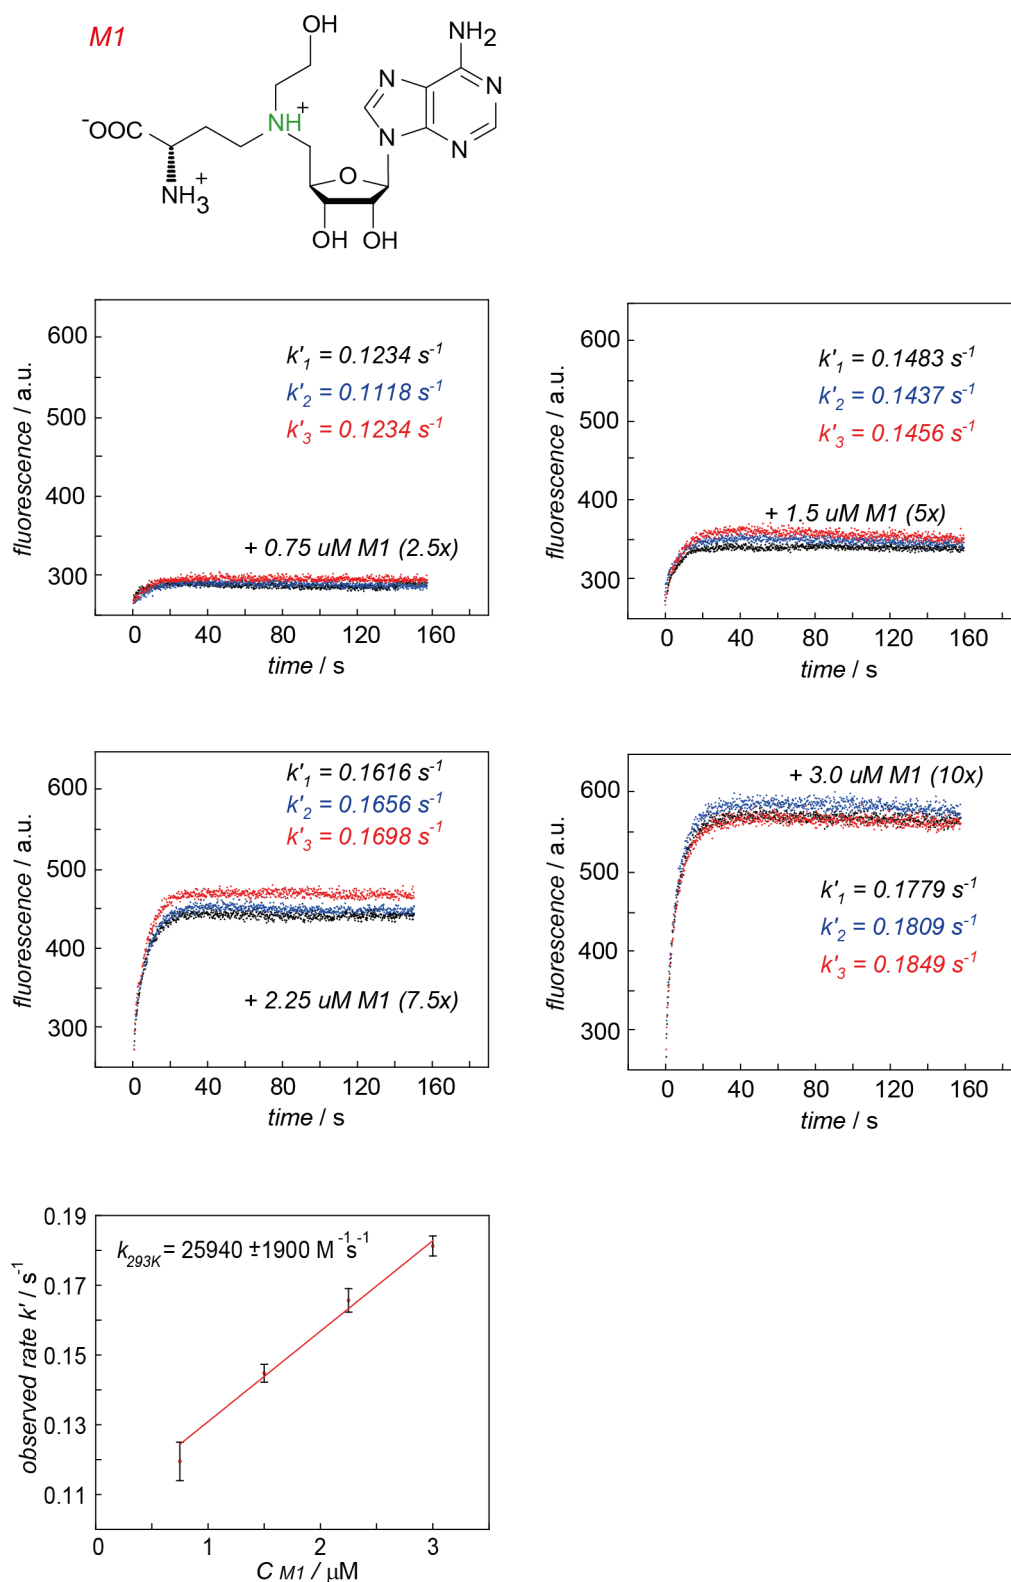 M1
OH
NH2
N
N
N
N
-OOC
NH+
NH3+
O
OH OH
600
500
400
300
fluorescence / a.u.
k'1 = 0.1234 s-1
k'2 = 0.1118 s-1
k'3 = 0.1234 s-1
+ 0.75 uM M1 (2.5x)
0 40 80 120 160
time / s
600
500
400
300
fluorescence / a.u.
k'1 = 0.1483 s-1
k'2 = 0.1437 s-1
k'3 = 0.1456 s-1
+ 1.5 uM M1 (5x)
0 40 80 120 160
time / s
600
500
400
300
fluorescence / a.u.
k'1 = 0.1616 s-1
k'2 = 0.1656 s-1
k'3 = 0.1698 s-1
+ 2.25 uM M1 (7.5x)
0 40 80 120 160
time / s
600
500
400
300
fluorescence / a.u.
+ 3.0 uM M1 (10x)
k'1 = 0.1779 s-1
k'2 = 0.1809 s-1
k'3 = 0.1849 s-1
0 40 80 120 160
time / s
0.19
0.17
0.15
0.13
0.11
observed rate k' / s-1
k293K = 25940 ±1900 M-1s-1
0 1 2 3
C M1 / μM